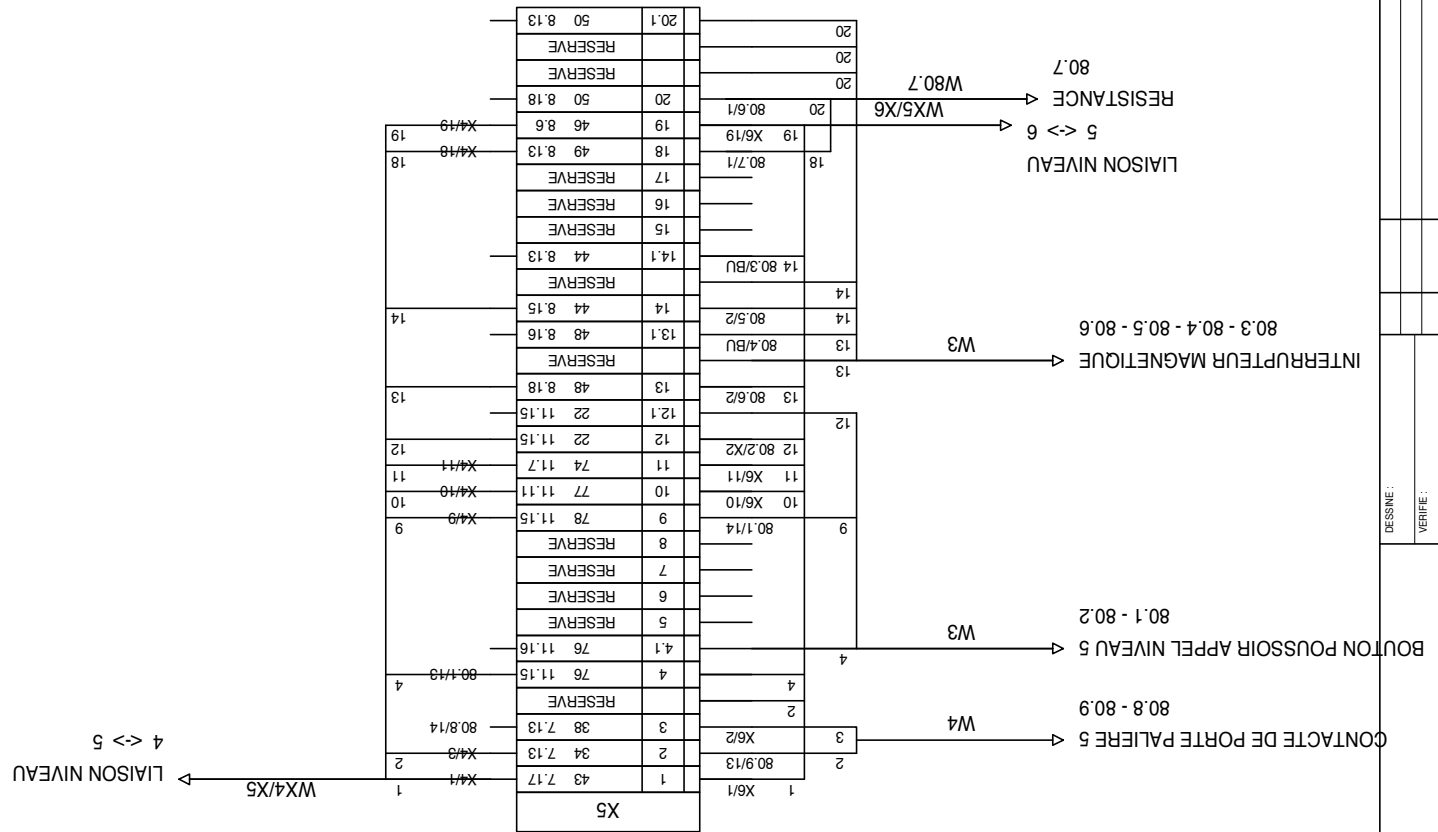 X5
1 X6/1 1 43 7.17 X4/1 1
WX4/X5
LIAISON NIVEAU
4 <-> 5
2 80.9/13 2 34 7.13 X4/3 2
3 X6/2 3 38 7.13 80.8/14
CONTACTE DE PORTE PALIERE 5
80.8 - 80.9
W4
2 RESERVE
4 4 76 11.15 80.1/13 4
4 4.1 76 11.16
BOUTON POUSSOIR APPEL NIVEAU 5
80.1 - 80.2
W3
5 RESERVE
6 RESERVE
7 RESERVE
8 RESERVE
9 80.1/14 9 78 11.15 X4/9 9
10 X6/10 10 77 11.11 X4/10 10
11 X6/11 11 74 11.7 X4/11 11
12 80.2/X2 12 22 11.15 12
12 12.1 22 11.15
13 80.6/2 13 48 8.18 13
13 RESERVE
INTERRUPTEUR MAGNETIQUE
80.3 - 80.4 - 80.5 - 80.6
W3
13 80.4/BU 13.1 48 8.16
14 80.5/2 14 44 8.15 14
14 RESERVE
14 80.3/BU 14.1 44 8.13
15 RESERVE
16 RESERVE
17 RESERVE
18 80.7/1 18 49 8.13 X4/18 18
19 X6/19 19 46 8.6 X4/19 19
LIAISON NIVEAU
5 <-> 6
WX5/X6
20 80.6/1 20 50 8.18
RESISTANCE
80.7
W80.7
20 RESERVE
20 RESERVE
20 20.1 50 8.13
DESSINE :
VERIFIE :